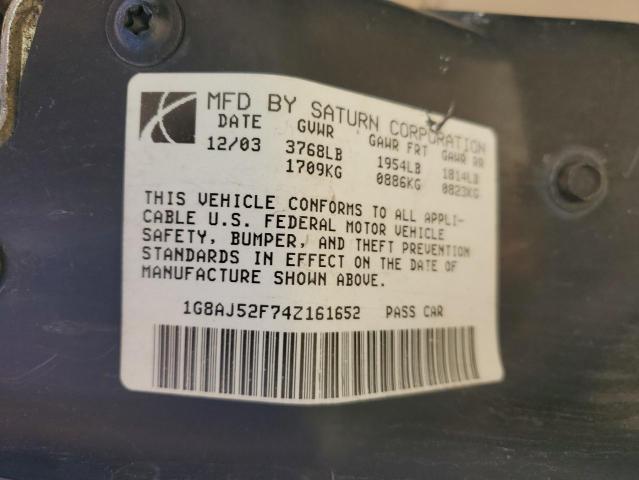 MFD BY SATURN CORPORATION
DATE GVWR GAWR FRT GAWR RR
12/03 3768LB 1954LB 1814LB
1709KG 0886KG 0823KG
THIS VEHICLE CONFORMS TO ALL APPLI-
CABLE U.S. FEDERAL MOTOR VEHICLE
SAFETY, BUMPER, AND THEFT PREVENTION
STANDARDS IN EFFECT ON THE DATE OF
MANUFACTURE SHOWN ABOVE.
1G8AJ52F74Z161652 PASS CAR